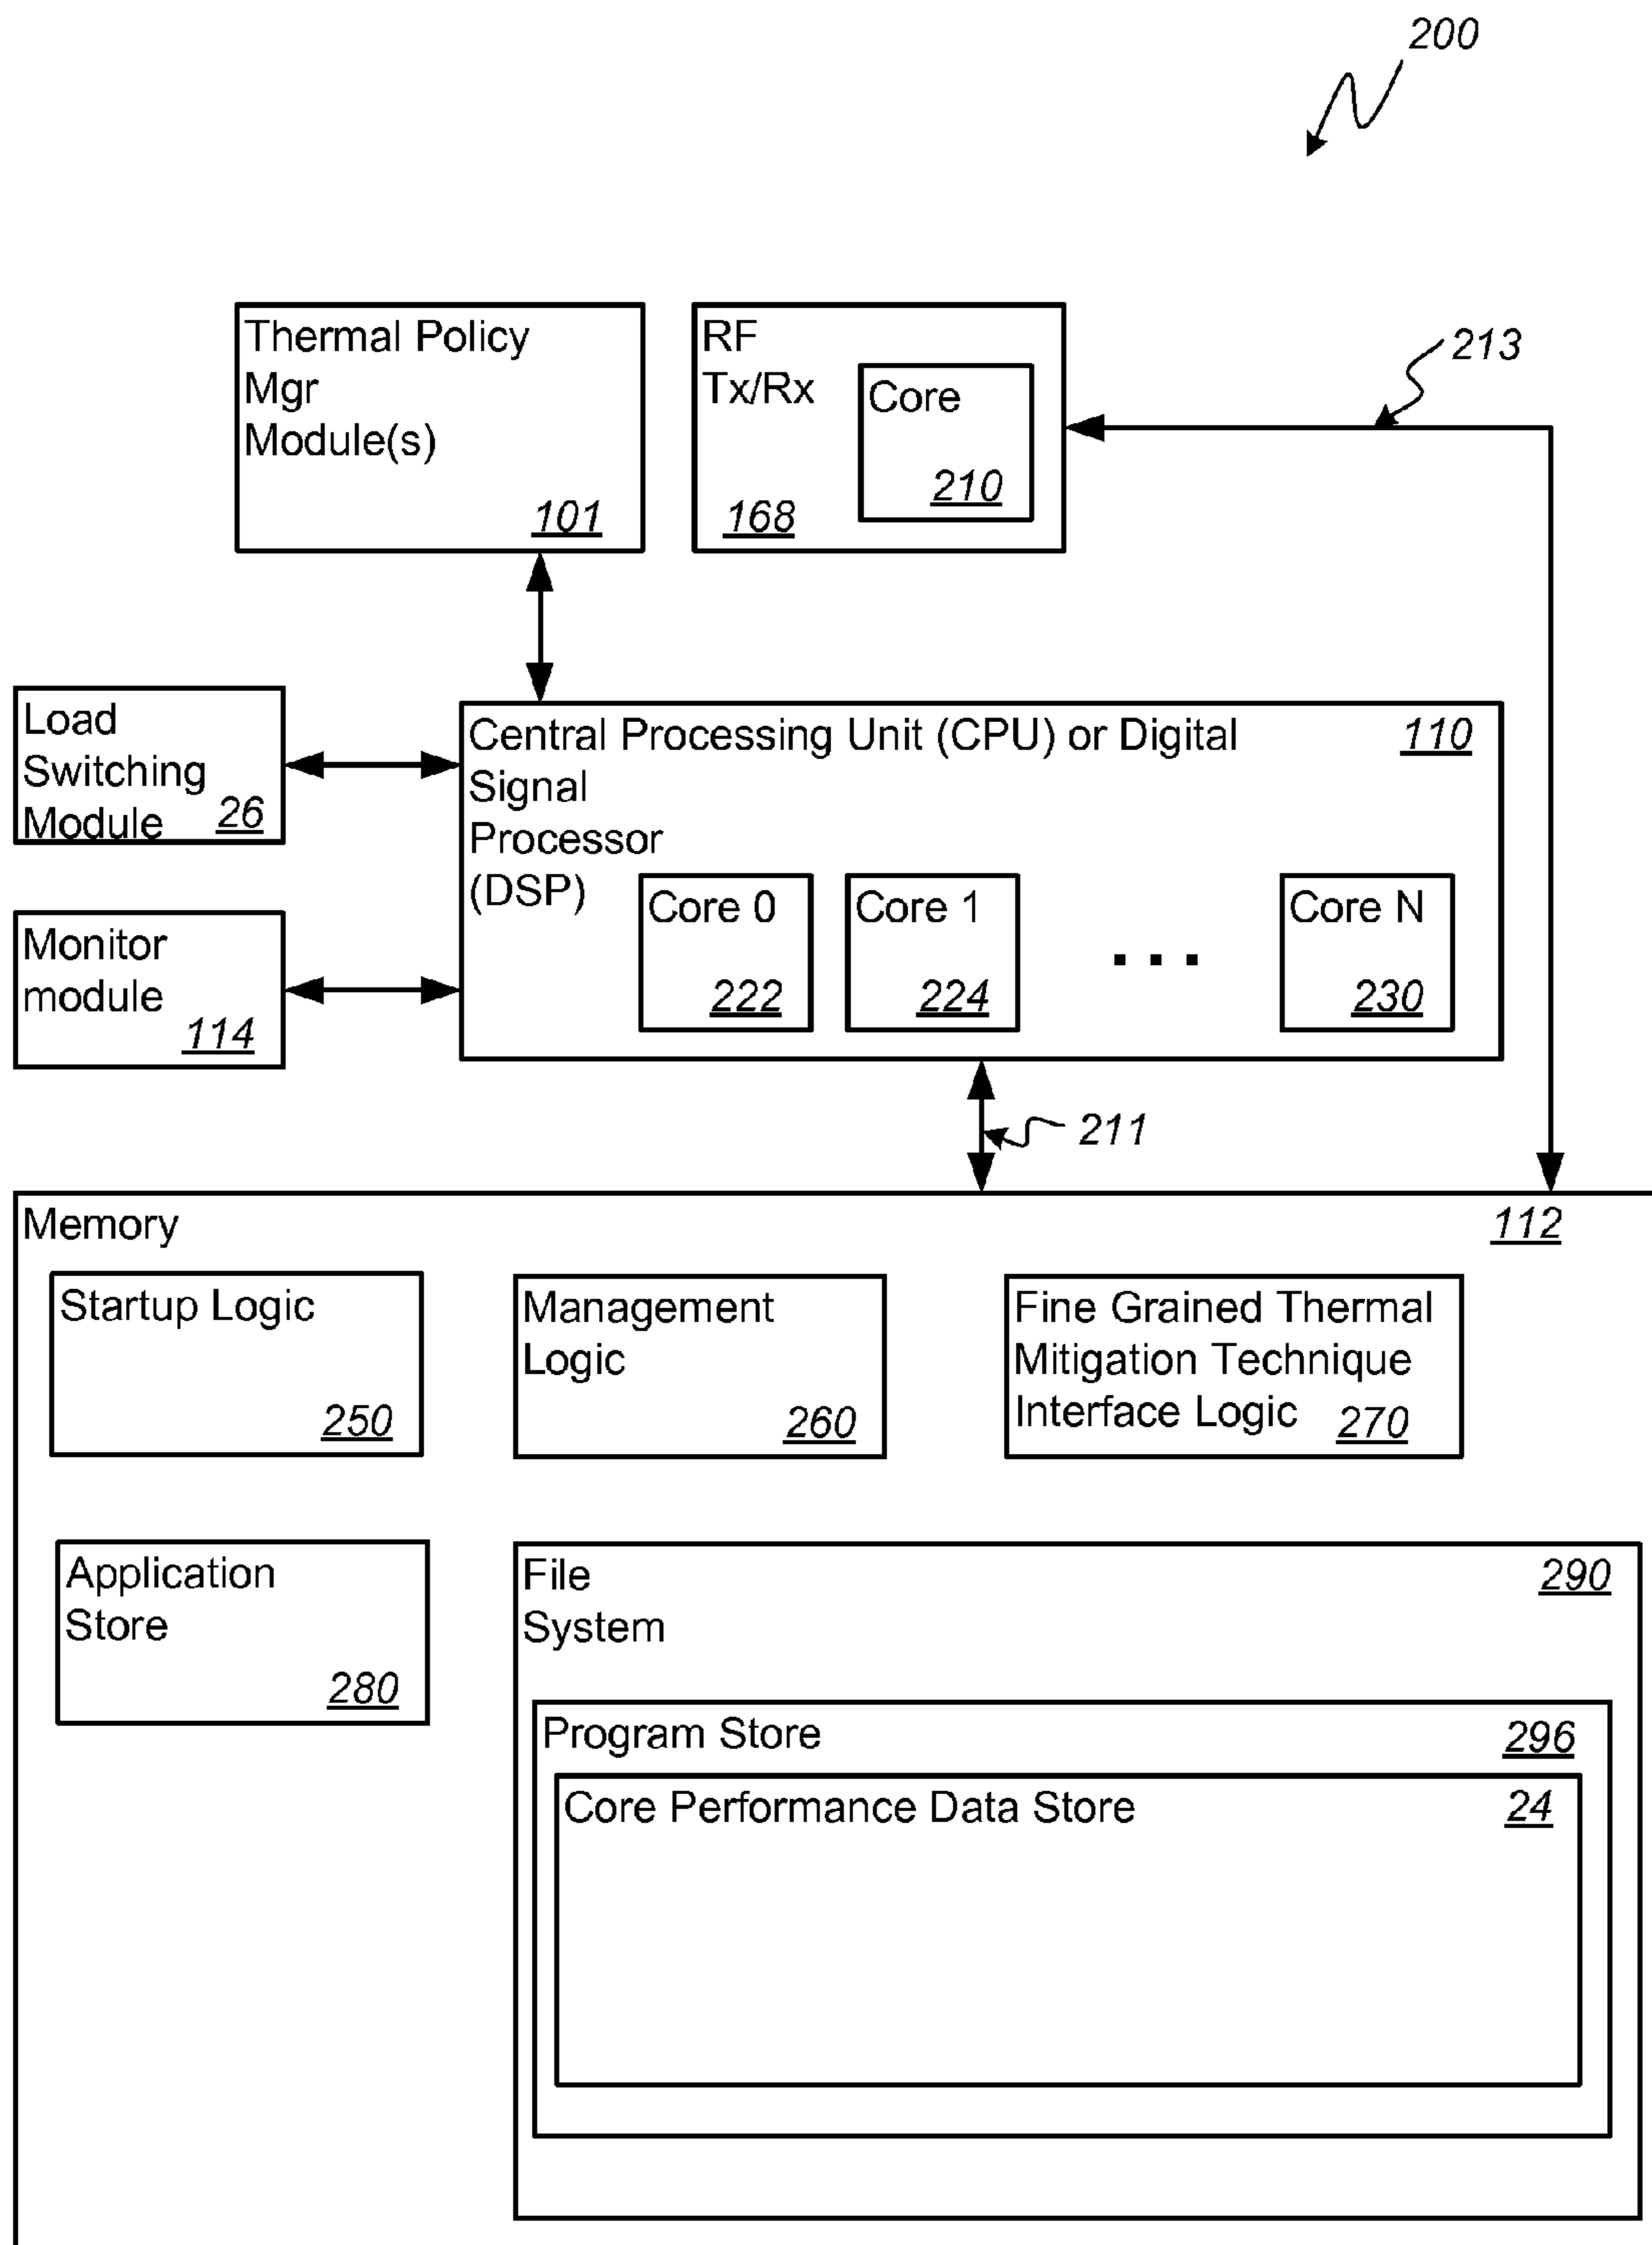 200
Thermal Policy
Mgr
Module(s)
101
RF
Tx/Rx
168
Core
210
213
Load
Switching
Module
26
Central Processing Unit (CPU) or Digital
Signal
Processor
(DSP)
110
Core 0
222
Core 1
224
. . .
Core N
230
Monitor
module
114
211
Memory
112
Startup Logic
250
Management
Logic
260
Fine Grained Thermal
Mitigation Technique
Interface Logic
270
Application
Store
280
File
System
290
Program Store
296
Core Performance Data Store
24